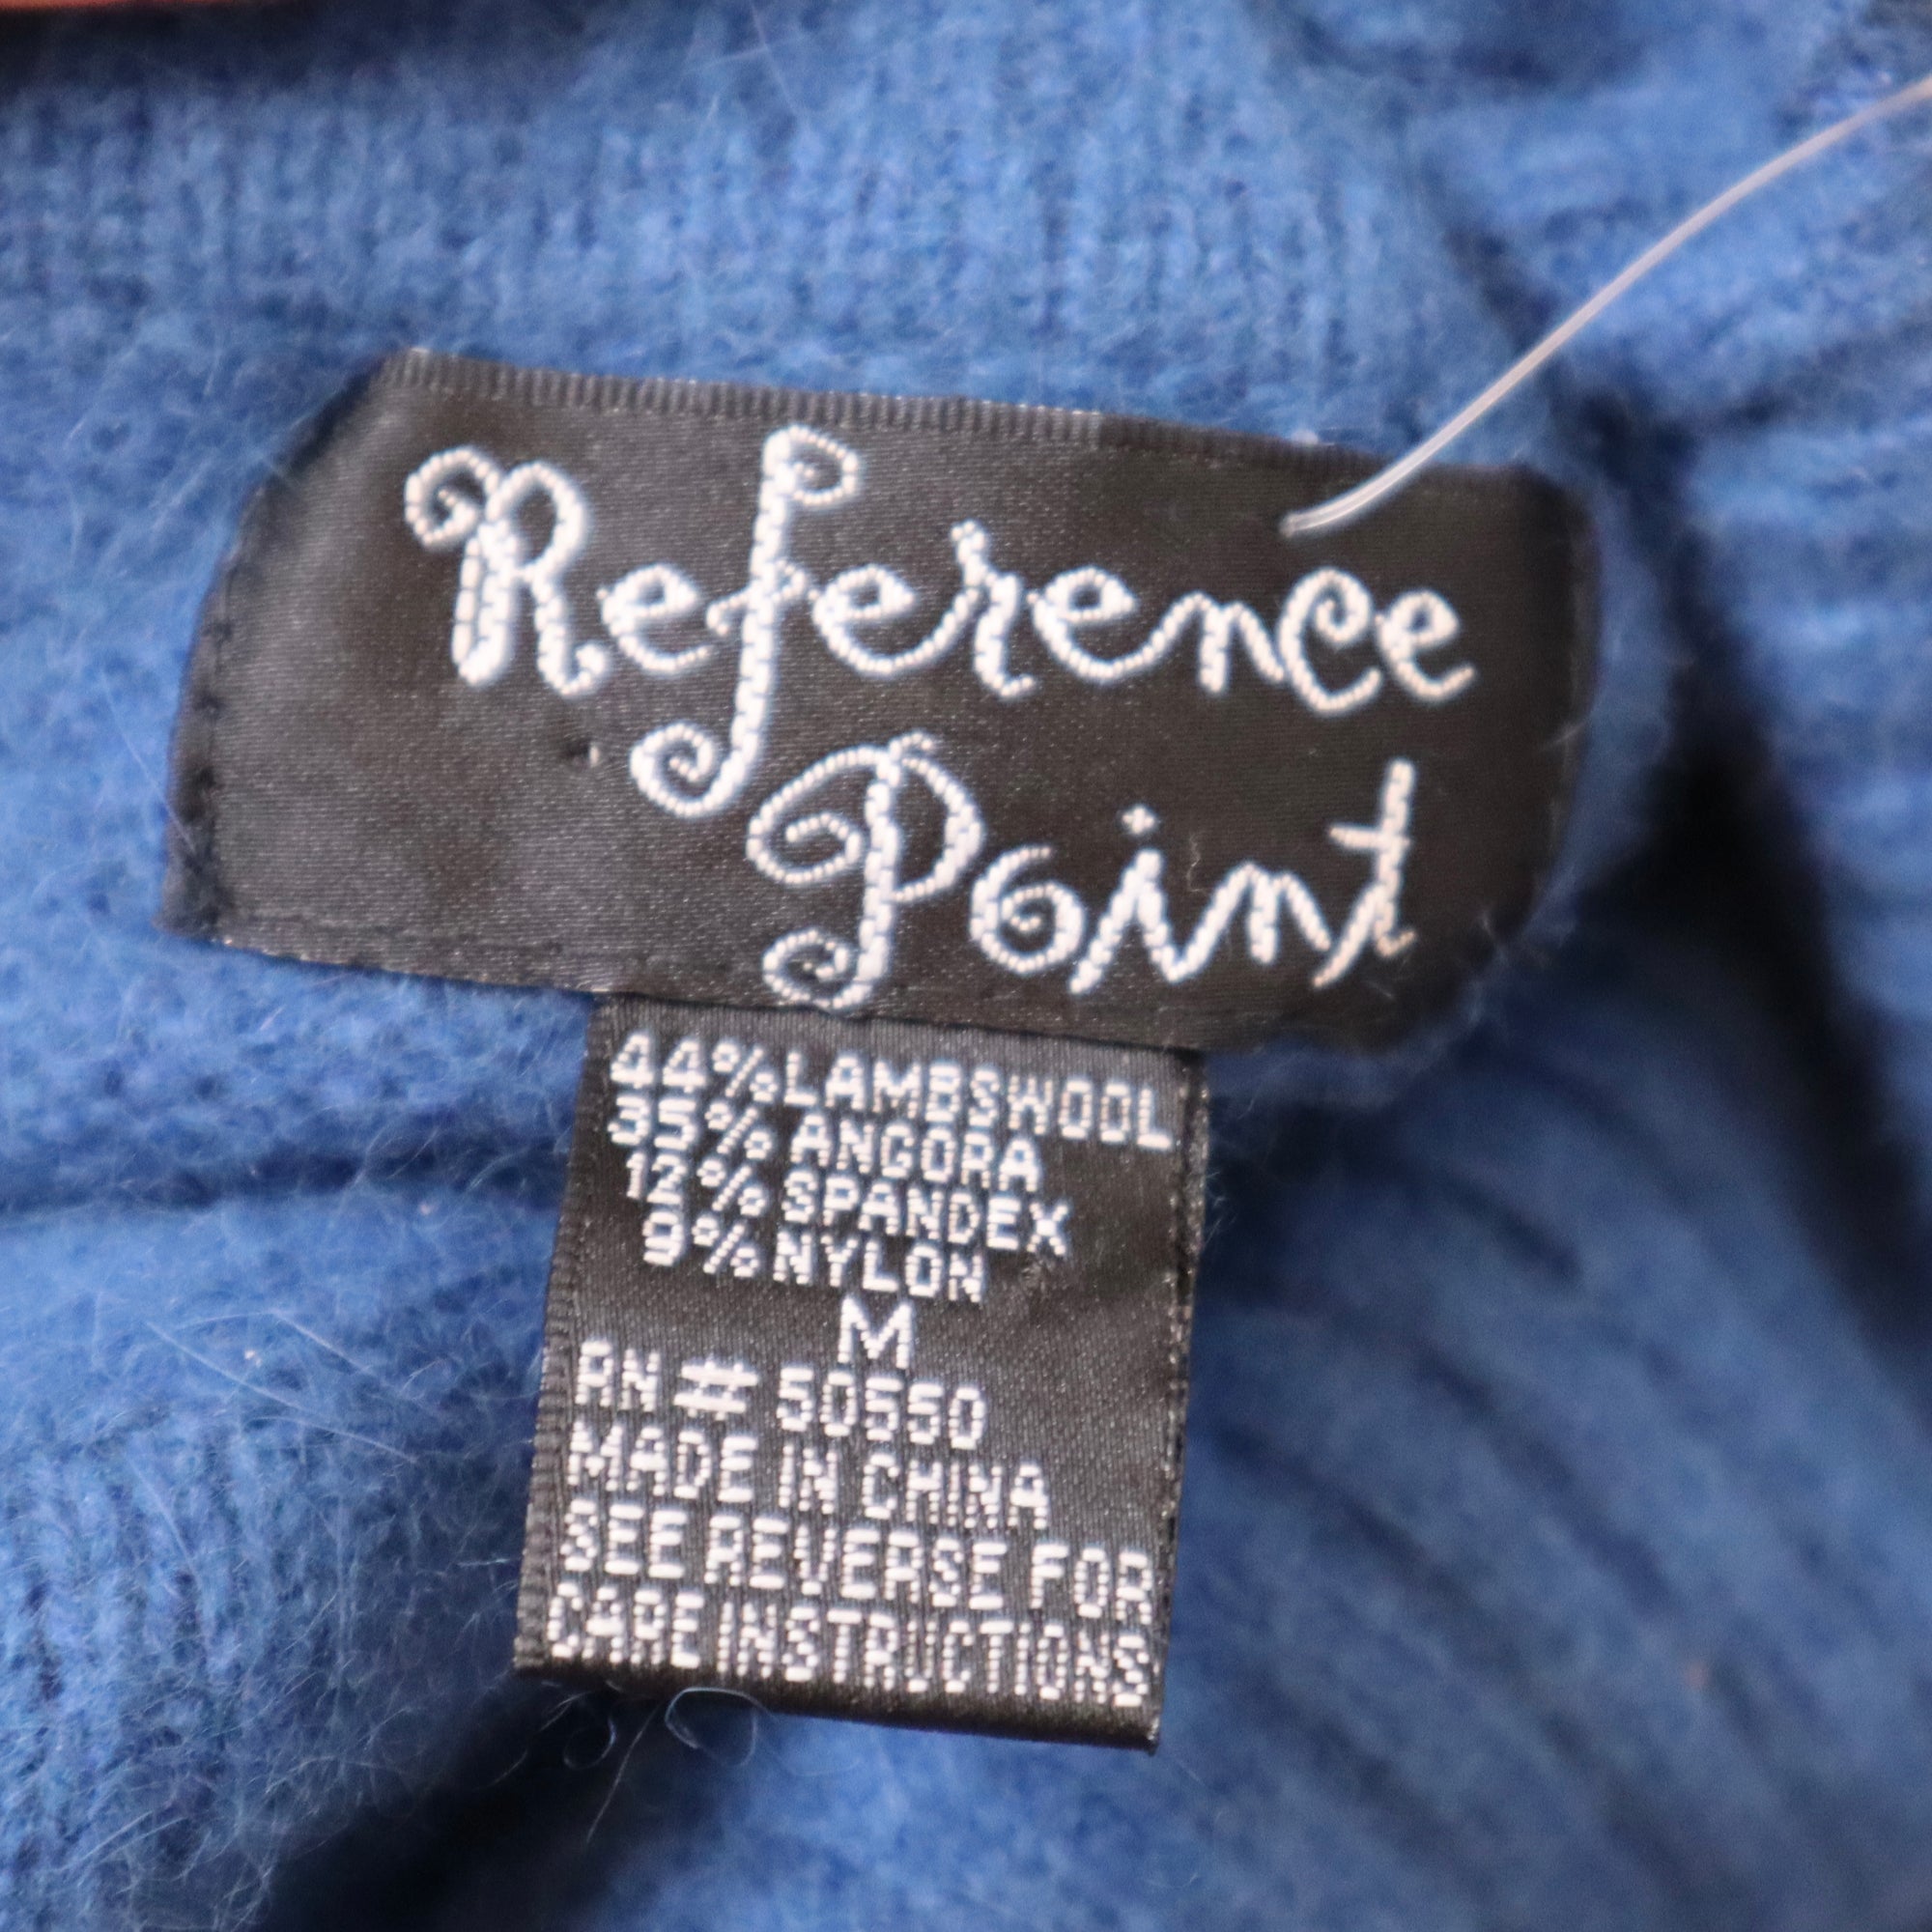 Reference
Point
44% LAMBSWOOL
35% ANGORA
12% SPANDEX
9% NYLON
M
RN # 50550
MADE IN CHINA
SEE REVERSE FOR
CARE INSTRUCTIONS